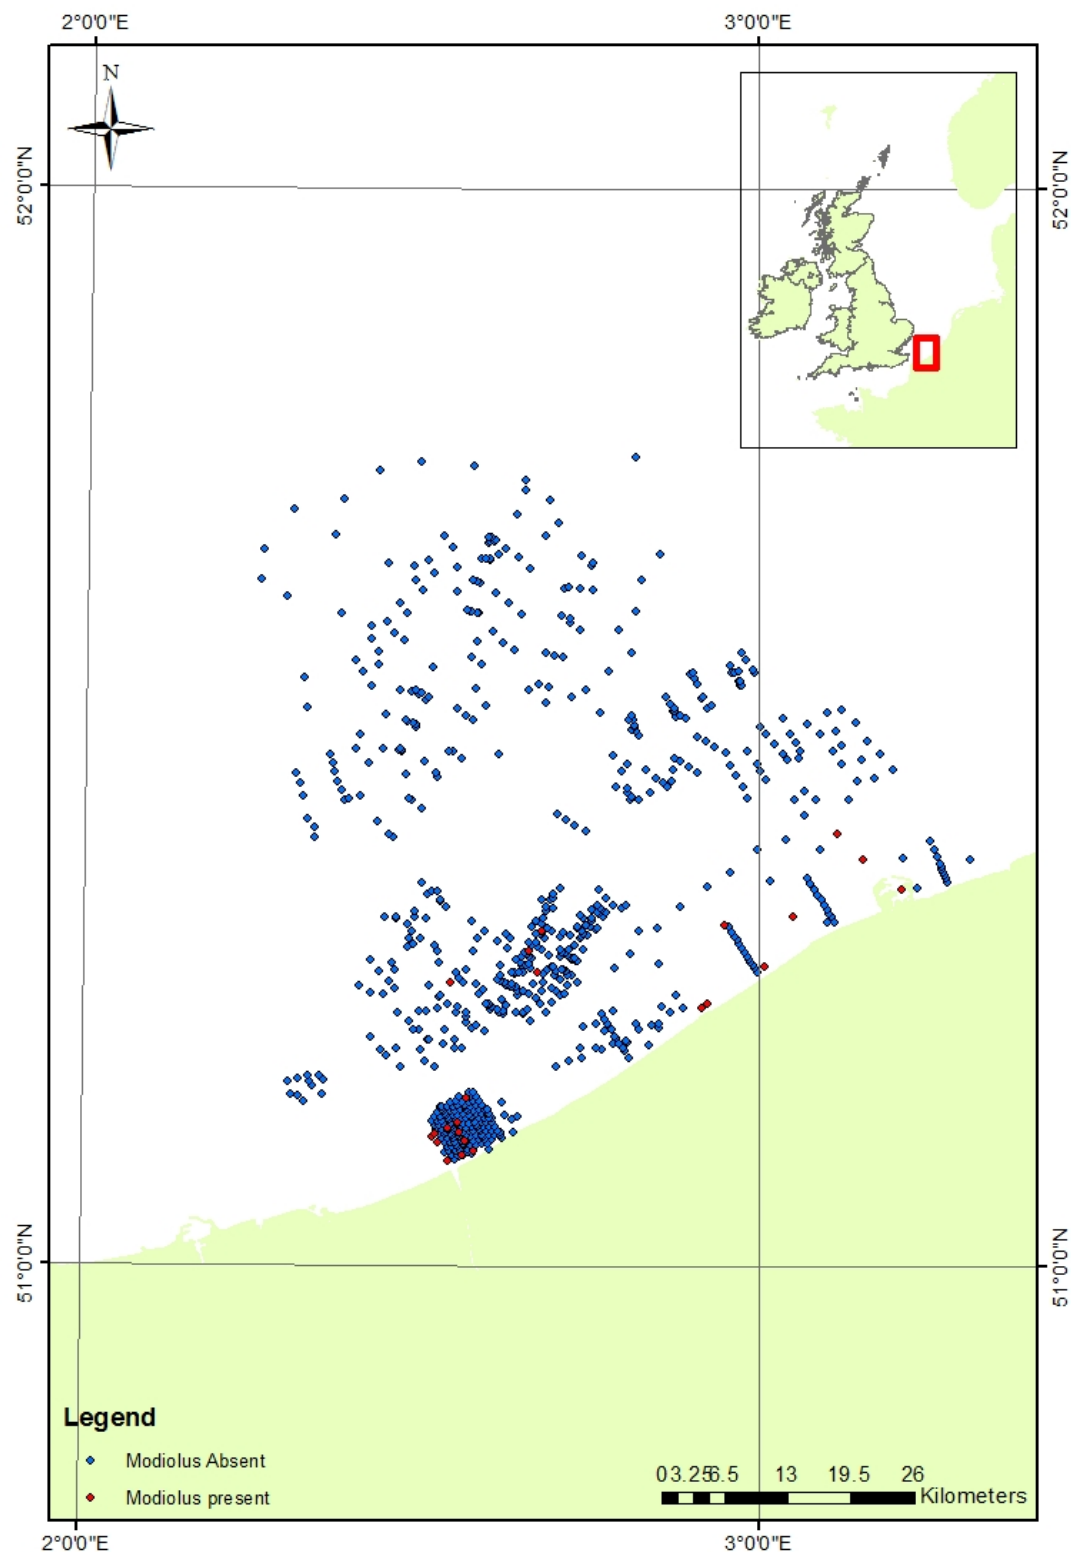 2°0'0"E 3°0'0"E
N
52°0'0"N 52°0'0"N
51°0'0"N 51°0'0"N
Legend
Modiolus Absent
Modiolus present
0 3.25 6.5 13 19.5 26
Kilometers
2°0'0"E 3°0'0"E